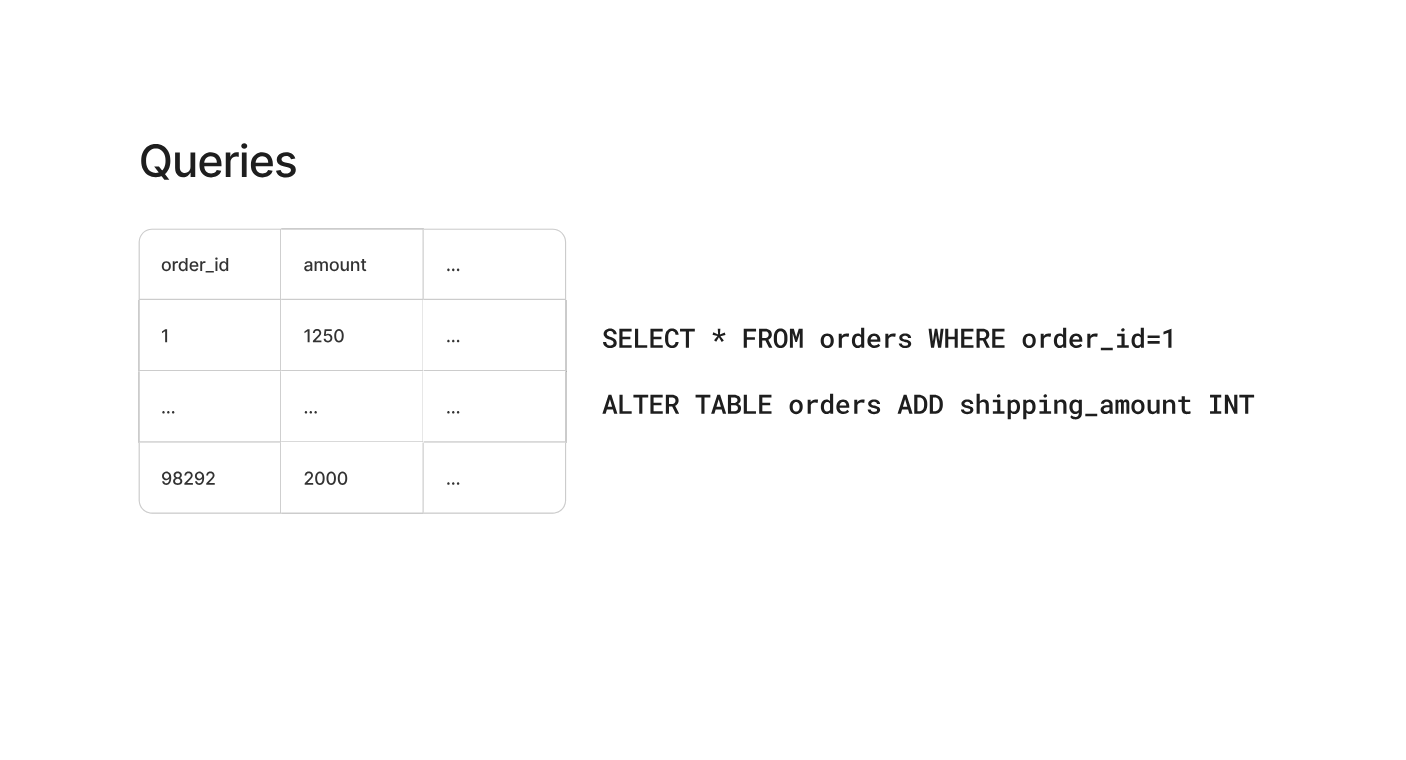 Queries
order_id amount ...
1 1250 ...
SELECT * FROM orders WHERE order_id=1
... ... ...
ALTER TABLE orders ADD shipping_amount INT
98292 2000 ...